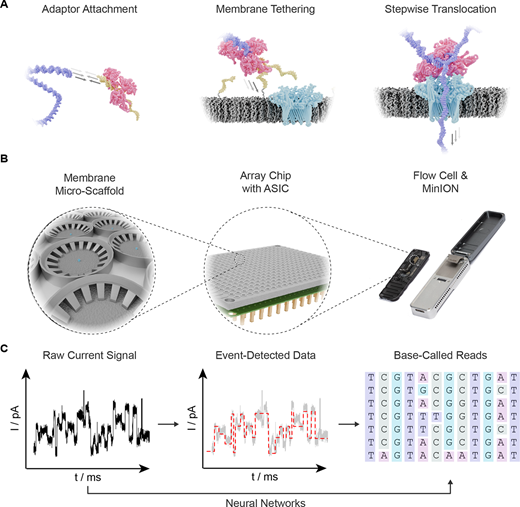 A
Adaptor Attachment
Membrane Tethering
Stepwise Translocation
B
Membrane
Micro-Scaffold
Array Chip
with ASIC
Flow Cell &
MinION
C
Raw Current Signal
Event-Detected Data
Base-Called Reads
I / pA
t / ms
I / pA
t / ms
T C G T A C G C T G A T
T C G T G C G C T G C T
T C G T A C G G T G A T
T C G T T T G G T G A T
T C G T T C G C T G C T
T C G T A C G C T G A T
T A G T A C A A T G A T
Neural Networks